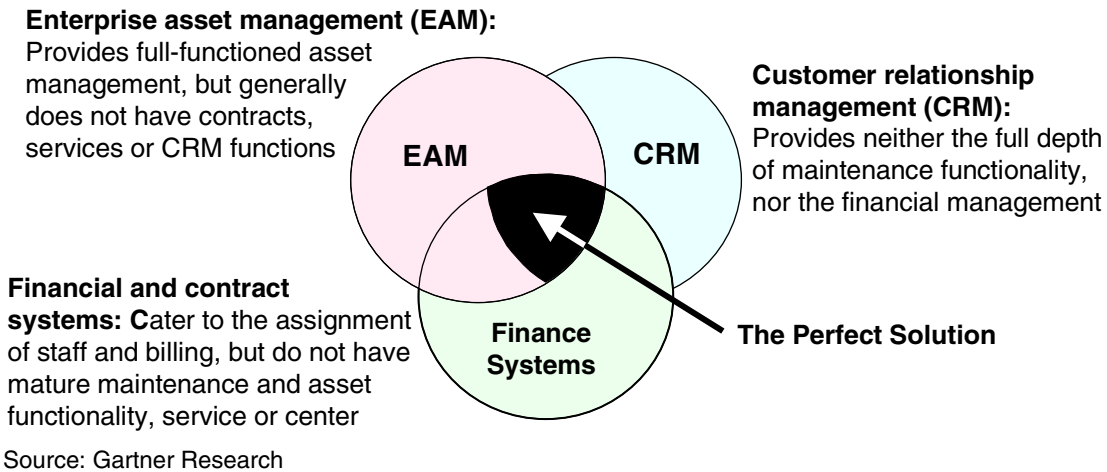 Enterprise asset management (EAM):
Provides full-functioned asset
management, but generally
does not have contracts,
services or CRM functions
EAM
CRM
Customer relationship
management (CRM):
Provides neither the full depth
of maintenance functionality,
nor the financial management
Financial and contract
systems: Cater to the assignment
of staff and billing, but do not have
mature maintenance and asset
functionality, service or center
Finance
Systems
The Perfect Solution
Source: Gartner Research